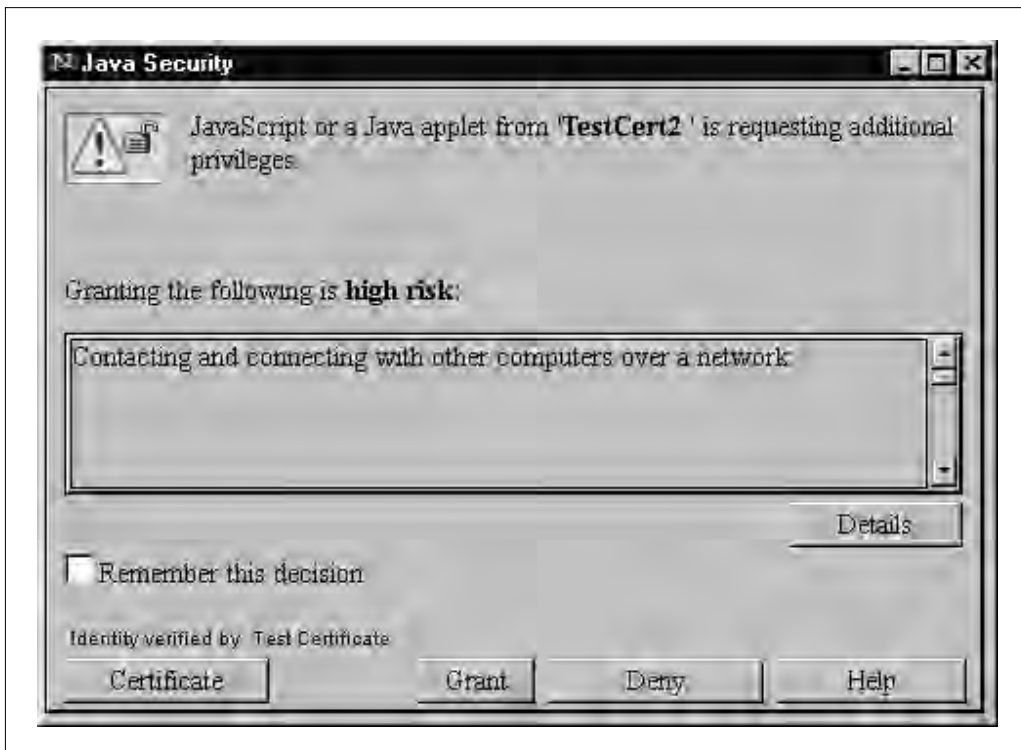 Java Security
JavaScript or a Java applet from 'TestCert2 ' is requesting additional
privileges.
Granting the following is high risk:
Contacting and connecting with other computers over a network
Details
Remember this decision
Identity verified by Test Certificate
Certificate Grant Deny Help